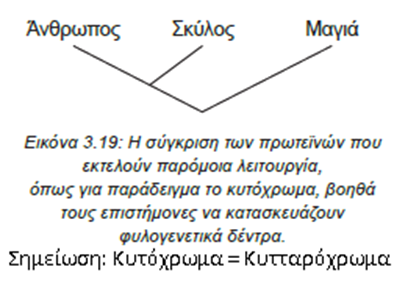 Άνθρωπος Σκύλος Μαγιά
Εικόνα 3.19: Η σύγκριση των πρωτεϊνών που
εκτελούν παρόμοια λειτουργία,
όπως για παράδειγμα το κυτόχρωμα, βοηθά
τους επιστήμονες να κατασκευάζουν
φυλογενετικά δέντρα.
Σημείωση: Κυτόχρωμα = Κυτταρόχρωμα